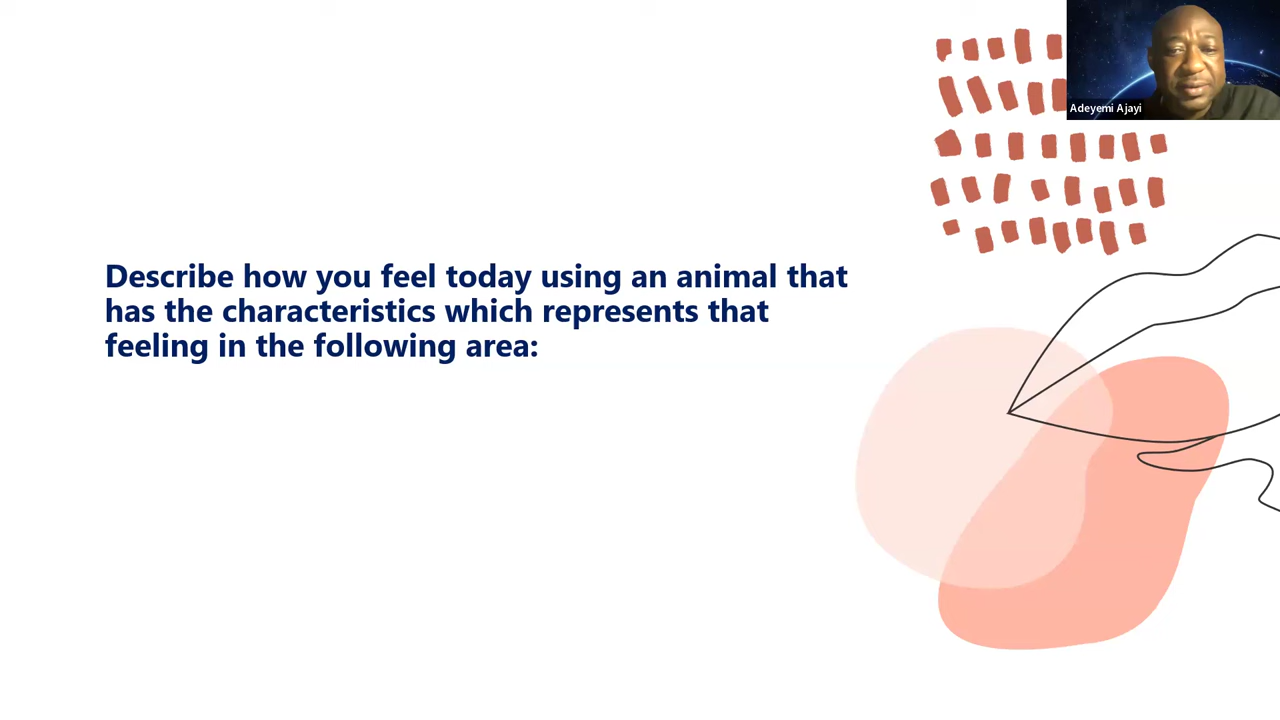 Describe how you feel today using an animal that
has the characteristics which represents that
feeling in the following area:
Adeyemi Ajayi